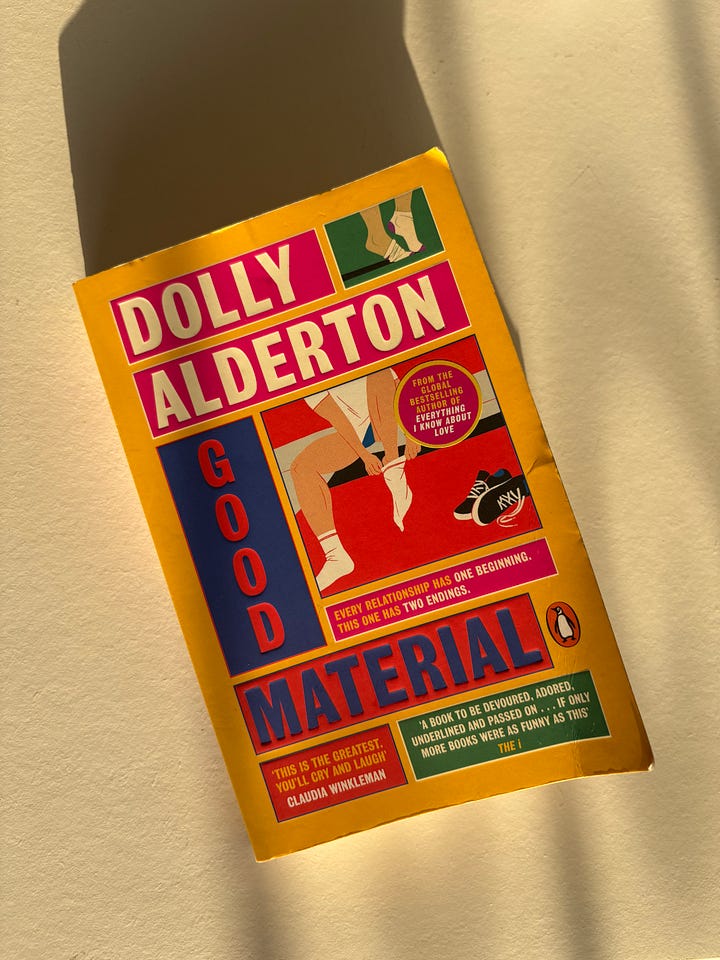 DOLLY
ALDERTON
FROM THE
GLOBAL
BESTSELLING
AUTHOR OF
EVERYTHING
I KNOW ABOUT
LOVE
GOOD
EVERY RELATIONSHIP HAS ONE BEGINNING.
THIS ONE HAS TWO ENDINGS.
MATERIAL
'THIS IS THE GREATEST.
YOU'LL CRY AND LAUGH'
CLAUDIA WINKLEMAN
'A BOOK TO BE DEVOURED, ADORED,
UNDERLINED AND PASSED ON . . . IF ONLY
MORE BOOKS WERE AS FUNNY AS THIS'
THE i